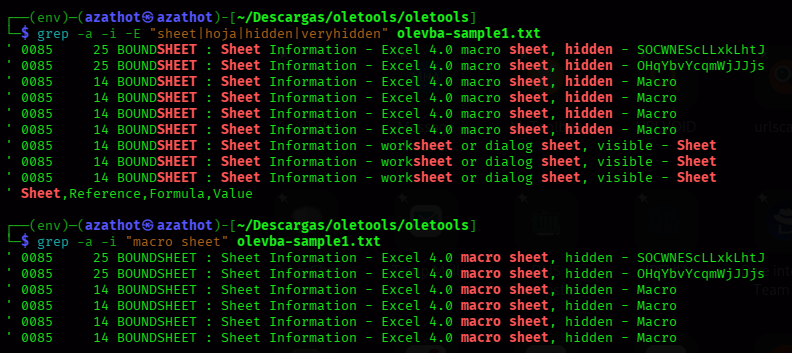 ┌──(env)─(azathot㉿azathot)-[~/Descargas/oletools/oletools]
└─$ grep -a -i -E "sheet|hoja|hidden|veryhidden" olevba-sample1.txt
' 0085     25 BOUNDSHEET : Sheet Information - Excel 4.0 macro sheet, hidden - SOCWNEScLLxkLhtJ
' 0085     25 BOUNDSHEET : Sheet Information - Excel 4.0 macro sheet, hidden - OHqYbvYcqmWjJJjs
' 0085     14 BOUNDSHEET : Sheet Information - Excel 4.0 macro sheet, hidden - Macro
' 0085     14 BOUNDSHEET : Sheet Information - Excel 4.0 macro sheet, hidden - Macro
' 0085     14 BOUNDSHEET : Sheet Information - Excel 4.0 macro sheet, hidden - Macro
' 0085     14 BOUNDSHEET : Sheet Information - Excel 4.0 macro sheet, hidden - Macro
' 0085     14 BOUNDSHEET : Sheet Information - worksheet or dialog sheet, visible - Sheet
' 0085     14 BOUNDSHEET : Sheet Information - worksheet or dialog sheet, visible - Sheet
' 0085     14 BOUNDSHEET : Sheet Information - worksheet or dialog sheet, visible - Sheet
' Sheet,Reference,Formula,Value
┌──(env)─(azathot㉿azathot)-[~/Descargas/oletools/oletools]
└─$ grep -a -i "macro sheet" olevba-sample1.txt
' 0085     25 BOUNDSHEET : Sheet Information - Excel 4.0 macro sheet, hidden - SOCWNEScLLxkLhtJ
' 0085     25 BOUNDSHEET : Sheet Information - Excel 4.0 macro sheet, hidden - OHqYbvYcqmWjJJjs
' 0085     14 BOUNDSHEET : Sheet Information - Excel 4.0 macro sheet, hidden - Macro
' 0085     14 BOUNDSHEET : Sheet Information - Excel 4.0 macro sheet, hidden - Macro
' 0085     14 BOUNDSHEET : Sheet Information - Excel 4.0 macro sheet, hidden - Macro
' 0085     14 BOUNDSHEET : Sheet Information - Excel 4.0 macro sheet, hidden - Macro